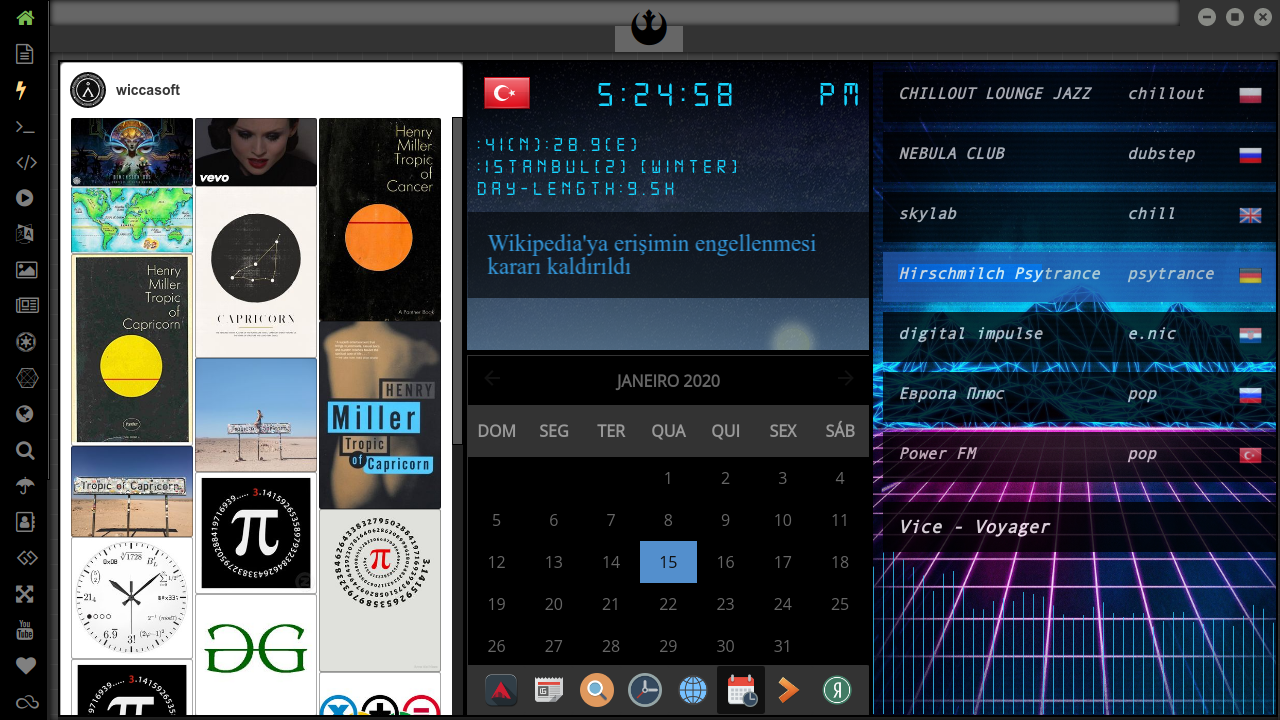 wiccasoft
vevo
Henry
Miller
Tropic
of
Cancer
A Panther Book
CAPRICORN
Henry
Miller
Tropic
of
Capricorn
Panther
HENRY
Miller
Tropic
of
Capricorn
Tropic of Capricorn
3.14159265358
π
π
You
Tube
5:24:58 PM
:41(N):28.9(E)
:ISTANBUL(2) (WINTER)
DAY-LENGTH:9.5H
Wikipedia'ya erişimin engellenmesi
kararı kaldırıldı
JANEIRO 2020
DOM SEG TER QUA QUI SEX SÁB
1 2 3 4
5 6 7 8 9 10 11
12 13 14 15 16 17 18
19 20 21 22 23 24 25
26 27 28 29 30 31
CHILLOUT LOUNGE JAZZ chillout
NEBULA CLUB dubstep
skylab chill
Hirschmilch Psytrance psytrance
digital impulse e.nic
Европа Плюс pop
Power FM pop
Vice - Voyager